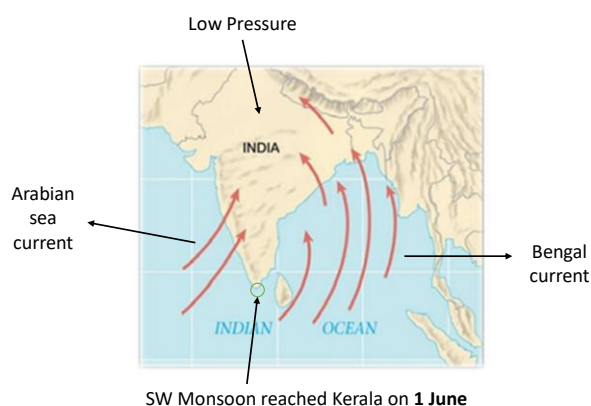 Low Pressure
INDIA
Arabian
sea
current
Bengal
current
INDIAN OCEAN
SW Monsoon reached Kerala on 1 June